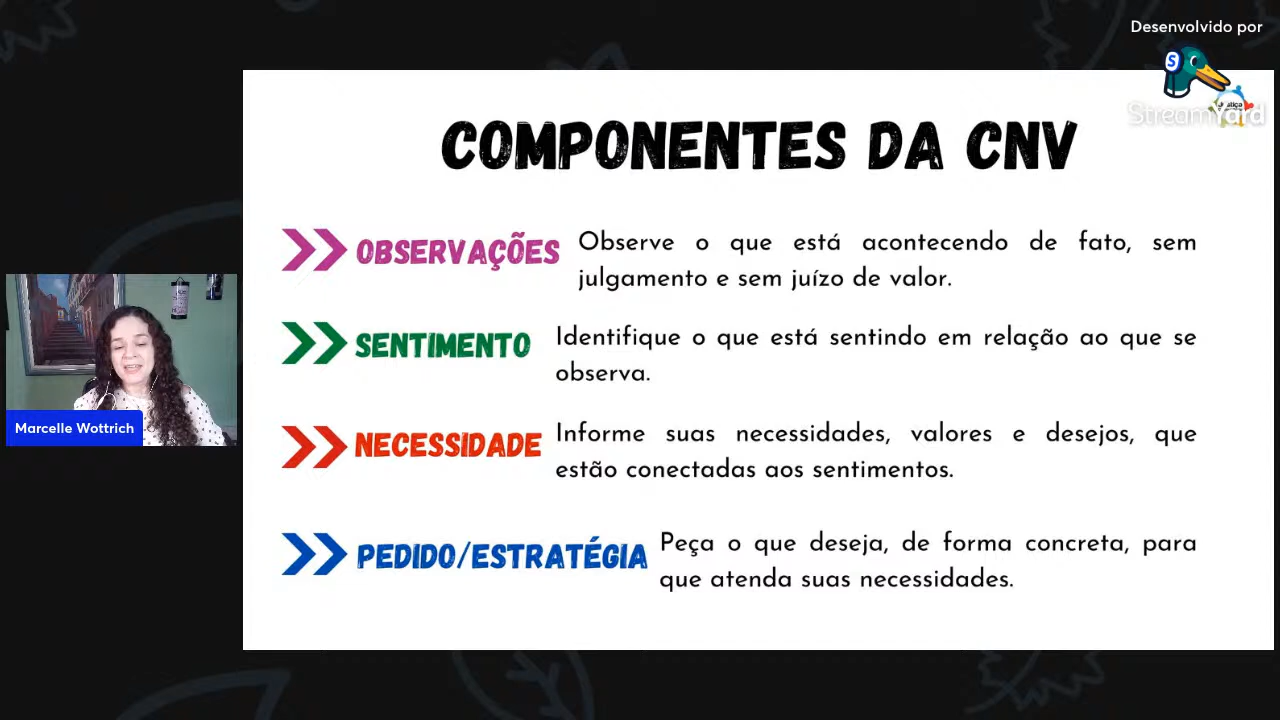 Desenvolvido por
StreamYard
COMPONENTES DA CNV
OBSERVAÇÕES
Observe o que está acontecendo de fato, sem
julgamento e sem juízo de valor.
SENTIMENTO
Identifique o que está sentindo em relação ao que se
observa.
NECESSIDADE
Informe suas necessidades, valores e desejos, que
estão conectadas aos sentimentos.
PEDIDO/ESTRATÉGIA
Peça o que deseja, de forma concreta, para
que atenda suas necessidades.
Marcelle Wottrich